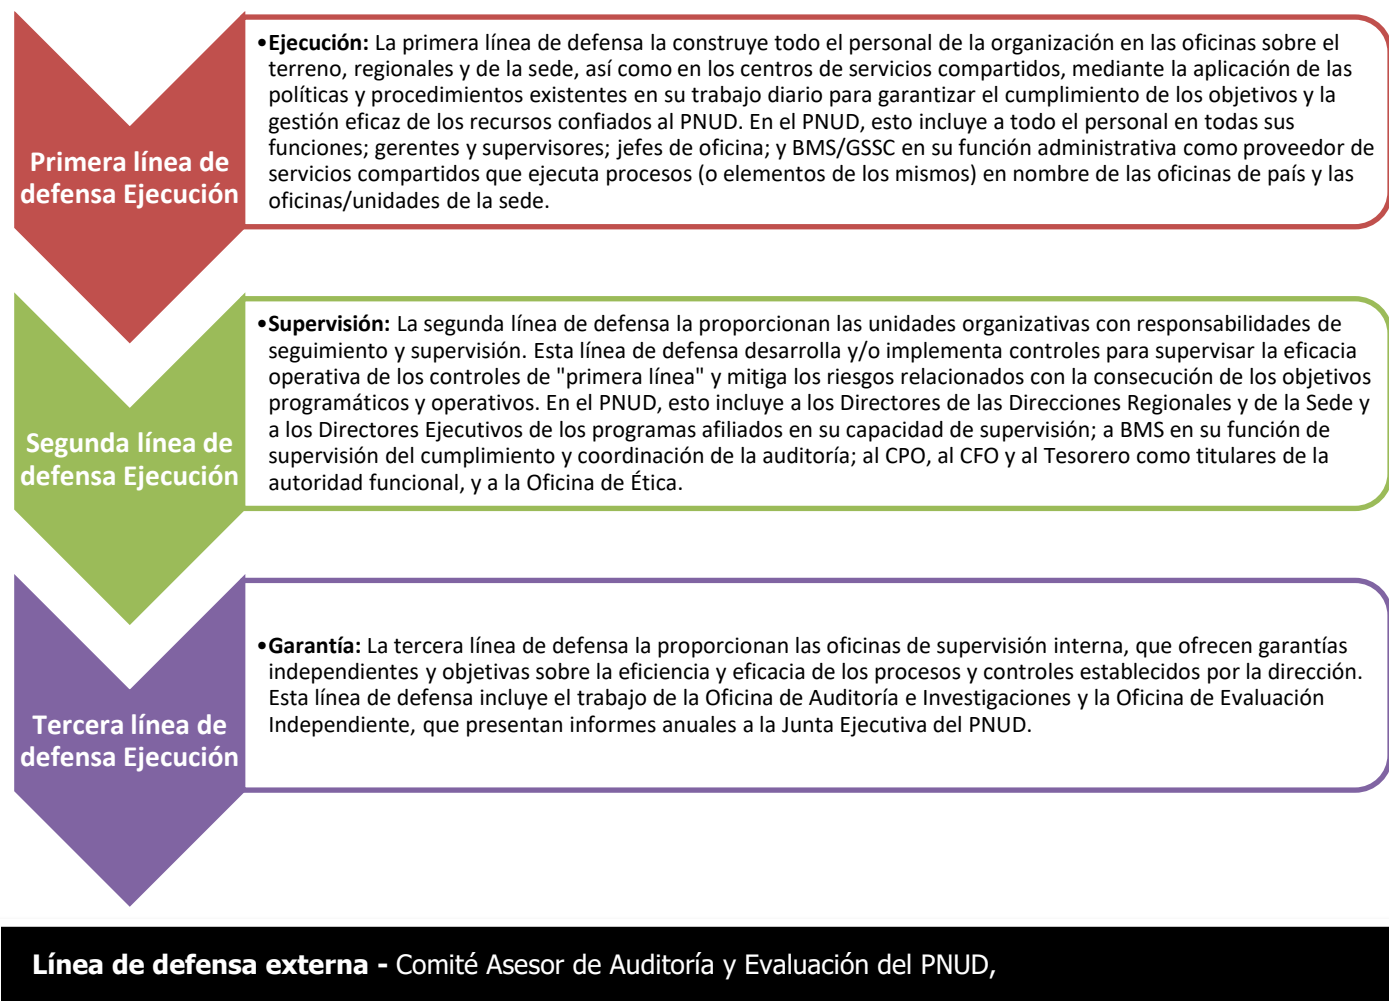 Primera línea de
defensa Ejecución
•Ejecución: La primera línea de defensa la construye todo el personal de la organización en las oficinas sobre el
terreno, regionales y de la sede, así como en los centros de servicios compartidos, mediante la aplicación de las
políticas y procedimientos existentes en su trabajo diario para garantizar el cumplimiento de los objetivos y la
gestión eficaz de los recursos confiados al PNUD. En el PNUD, esto incluye a todo el personal en todas sus
funciones; gerentes y supervisores; jefes de oficina; y BMS/GSSC en su función administrativa como proveedor de
servicios compartidos que ejecuta procesos (o elementos de los mismos) en nombre de las oficinas de país y las
oficinas/unidades de la sede.
Segunda línea de
defensa Ejecución
•Supervisión: La segunda línea de defensa la proporcionan las unidades organizativas con responsabilidades de
seguimiento y supervisión. Esta línea de defensa desarrolla y/o implementa controles para supervisar la eficacia
operativa de los controles de "primera línea" y mitiga los riesgos relacionados con la consecución de los objetivos
programáticos y operativos. En el PNUD, esto incluye a los Directores de las Direcciones Regionales y de la Sede y
a los Directores Ejecutivos de los programas afiliados en su capacidad de supervisión; a BMS en su función de
supervisión del cumplimiento y coordinación de la auditoría; al CPO, al CFO y al Tesorero como titulares de la
autoridad funcional, y a la Oficina de Ética.
Tercera línea de
defensa Ejecución
•Garantía: La tercera línea de defensa la proporcionan las oficinas de supervisión interna, que ofrecen garantías
independientes y objetivas sobre la eficiencia y eficacia de los procesos y controles establecidos por la dirección.
Esta línea de defensa incluye el trabajo de la Oficina de Auditoría e Investigaciones y la Oficina de Evaluación
Independiente, que presentan informes anuales a la Junta Ejecutiva del PNUD.
Línea de defensa externa - Comité Asesor de Auditoría y Evaluación del PNUD,